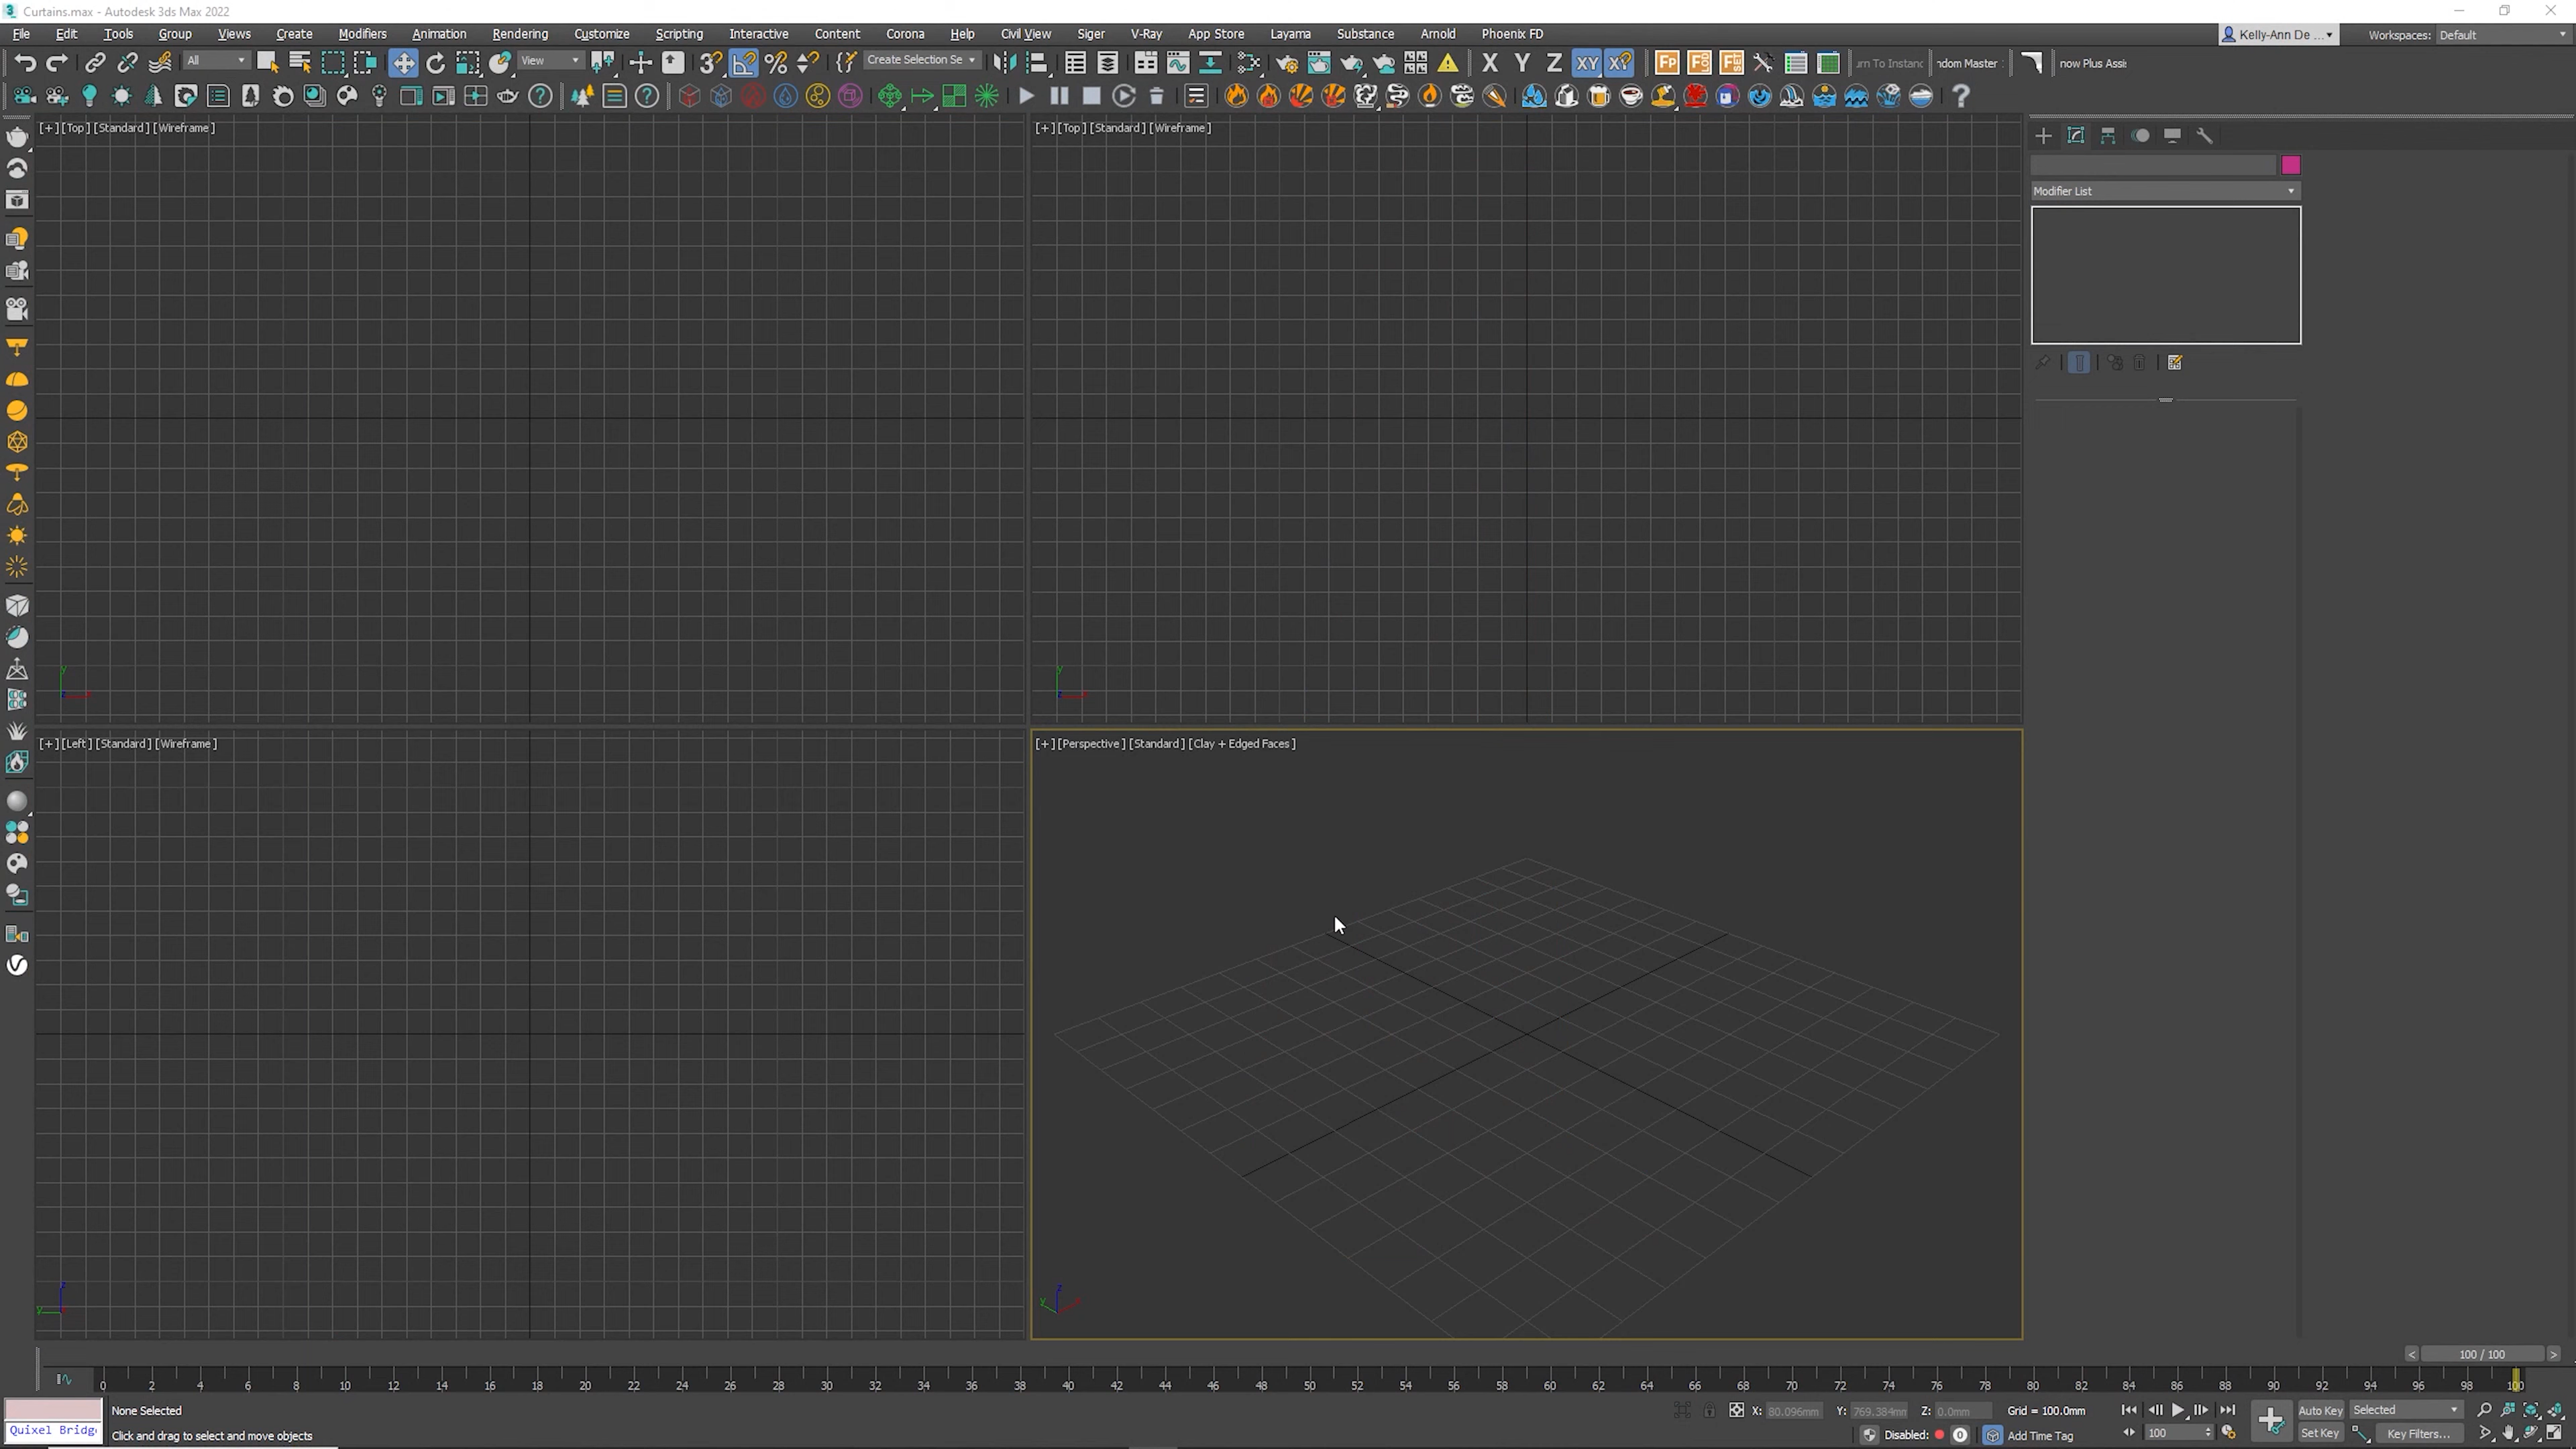 Curtains.max - Autodesk 3ds Max 2022
File Edit Tools Group Views Create Modifiers Animation Rendering Customize Scripting Interactive Content Corona Help Civil View Siger V-Ray App Store Layama Substance Arnold Phoenix FD
Kelly-Ann De ... Workspaces: Default
All View Create Selection Se X Y Z XY now Plus Assi
[+] [Top] [Standard] [Wireframe]
[+] [Top] [Standard] [Wireframe]
Modifier List
[+] [Left] [Standard] [Wireframe]
[+] [Perspective] [Standard] [Clay + Edged Faces]
< 100 / 100 >
0 2 4 6 8 10 12 14 16 18 20 22 24 26 28 30 32 34 36 38 40 42 44 46 48 50 52 54 56 58 60 62 64 66 68 70 72 74 76 78 80 82 84 86 88 90 92 94 96 98 100
None Selected
X: 80.096mm Y: 769.384mm Z: 0.0mm Grid = 100.0mm
Auto Key Selected
Quixel Bridg
Click and drag to select and move objects
Disabled: 0 Add Time Tag
100 Set Key Key Filters...